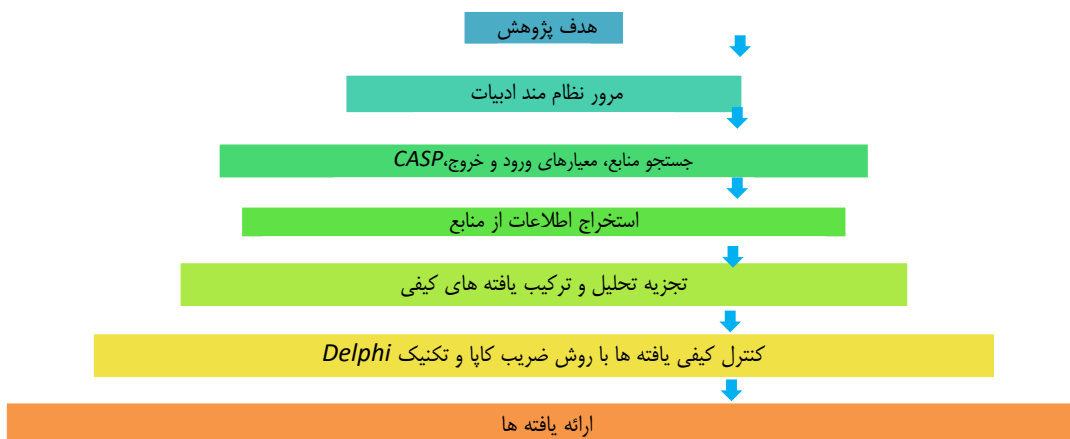 هدف پژوهش
مرور نظام مند ادبیات
جستجو منابع، معیارهای ورود و خروج،CASP
استخراج اطلاعات از منابع
تجزیه تحلیل و ترکیب یافته های کیفی
کنترل کیفی یافته ها با روش ضریب کاپا و تکنیک Delphi
ارائه یافته ها